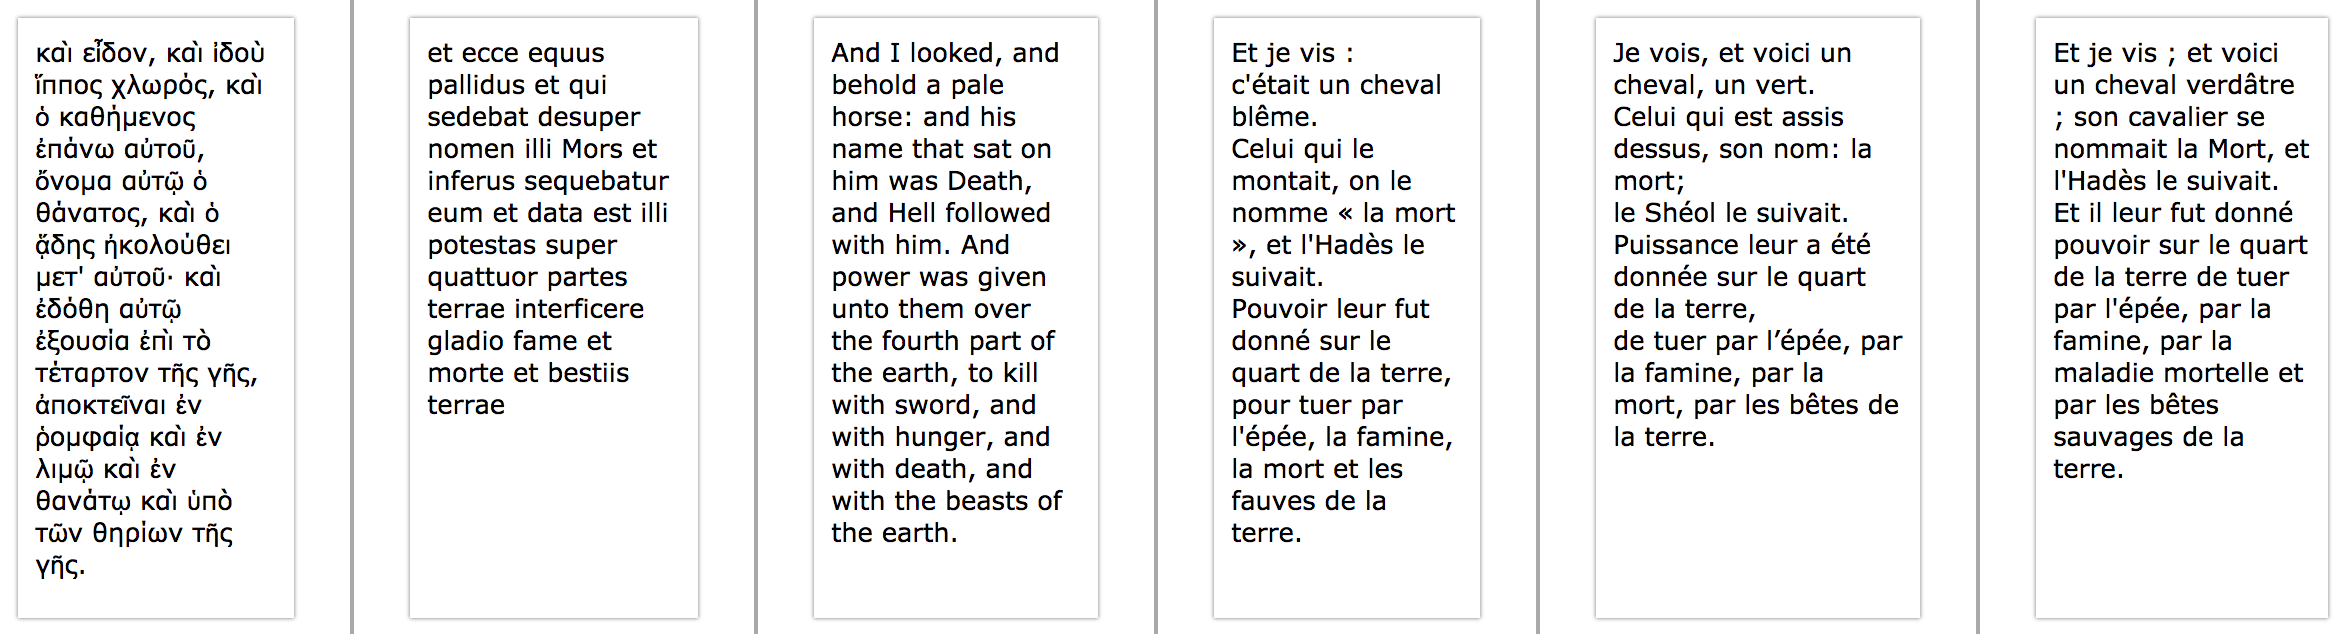 καὶ εἶδον, καὶ ἰδοὺ
ἵππος χλωρός, καὶ
ὁ καθήμενος
ἐπάνω αὐτοῦ,
ὄνομα αὐτῷ ὁ
θάνατος, καὶ ὁ
ᾅδης ἠκολούθει
μετ' αὐτοῦ· καὶ
ἐδόθη αὐτῷ
ἐξουσία ἐπὶ τὸ
τέταρτον τῆς γῆς,
ἀποκτεῖναι ἐν
ῥομφαίᾳ καὶ ἐν
λιμῷ καὶ ἐν
θανάτῳ καὶ ὑπὸ
τῶν θηρίων τῆς
γῆς.
et ecce equus
pallidus et qui
sedebat desuper
nomen illi Mors et
inferus sequebatur
eum et data est illi
potestas super
quattuor partes
terrae interficere
gladio fame et
morte et bestiis
terrae
And I looked, and
behold a pale
horse: and his
name that sat on
him was Death,
and Hell followed
with him. And
power was given
unto them over
the fourth part of
the earth, to kill
with sword, and
with hunger, and
with death, and
with the beasts of
the earth.
Et je vis :
c'était un cheval
blême.
Celui qui le
montait, on le
nomme « la mort
», et l'Hadès le
suivait.
Pouvoir leur fut
donné sur le
quart de la terre,
pour tuer par
l'épée, la famine,
la mort et les
fauves de la
terre.
Je vois, et voici un
cheval, un vert.
Celui qui est assis
dessus, son nom: la
mort;
le Shéol le suivait.
Puissance leur a été
donnée sur le quart
de la terre,
de tuer par l’épée, par
la famine, par la
mort, par les bêtes de
la terre.
Et je vis ; et voici
un cheval verdâtre
; son cavalier se
nommait la Mort, et
l'Hadès le suivait.
Et il leur fut donné
pouvoir sur le quart
de la terre de tuer
par l'épée, par la
famine, par la
maladie mortelle et
par les bêtes
sauvages de la
terre.